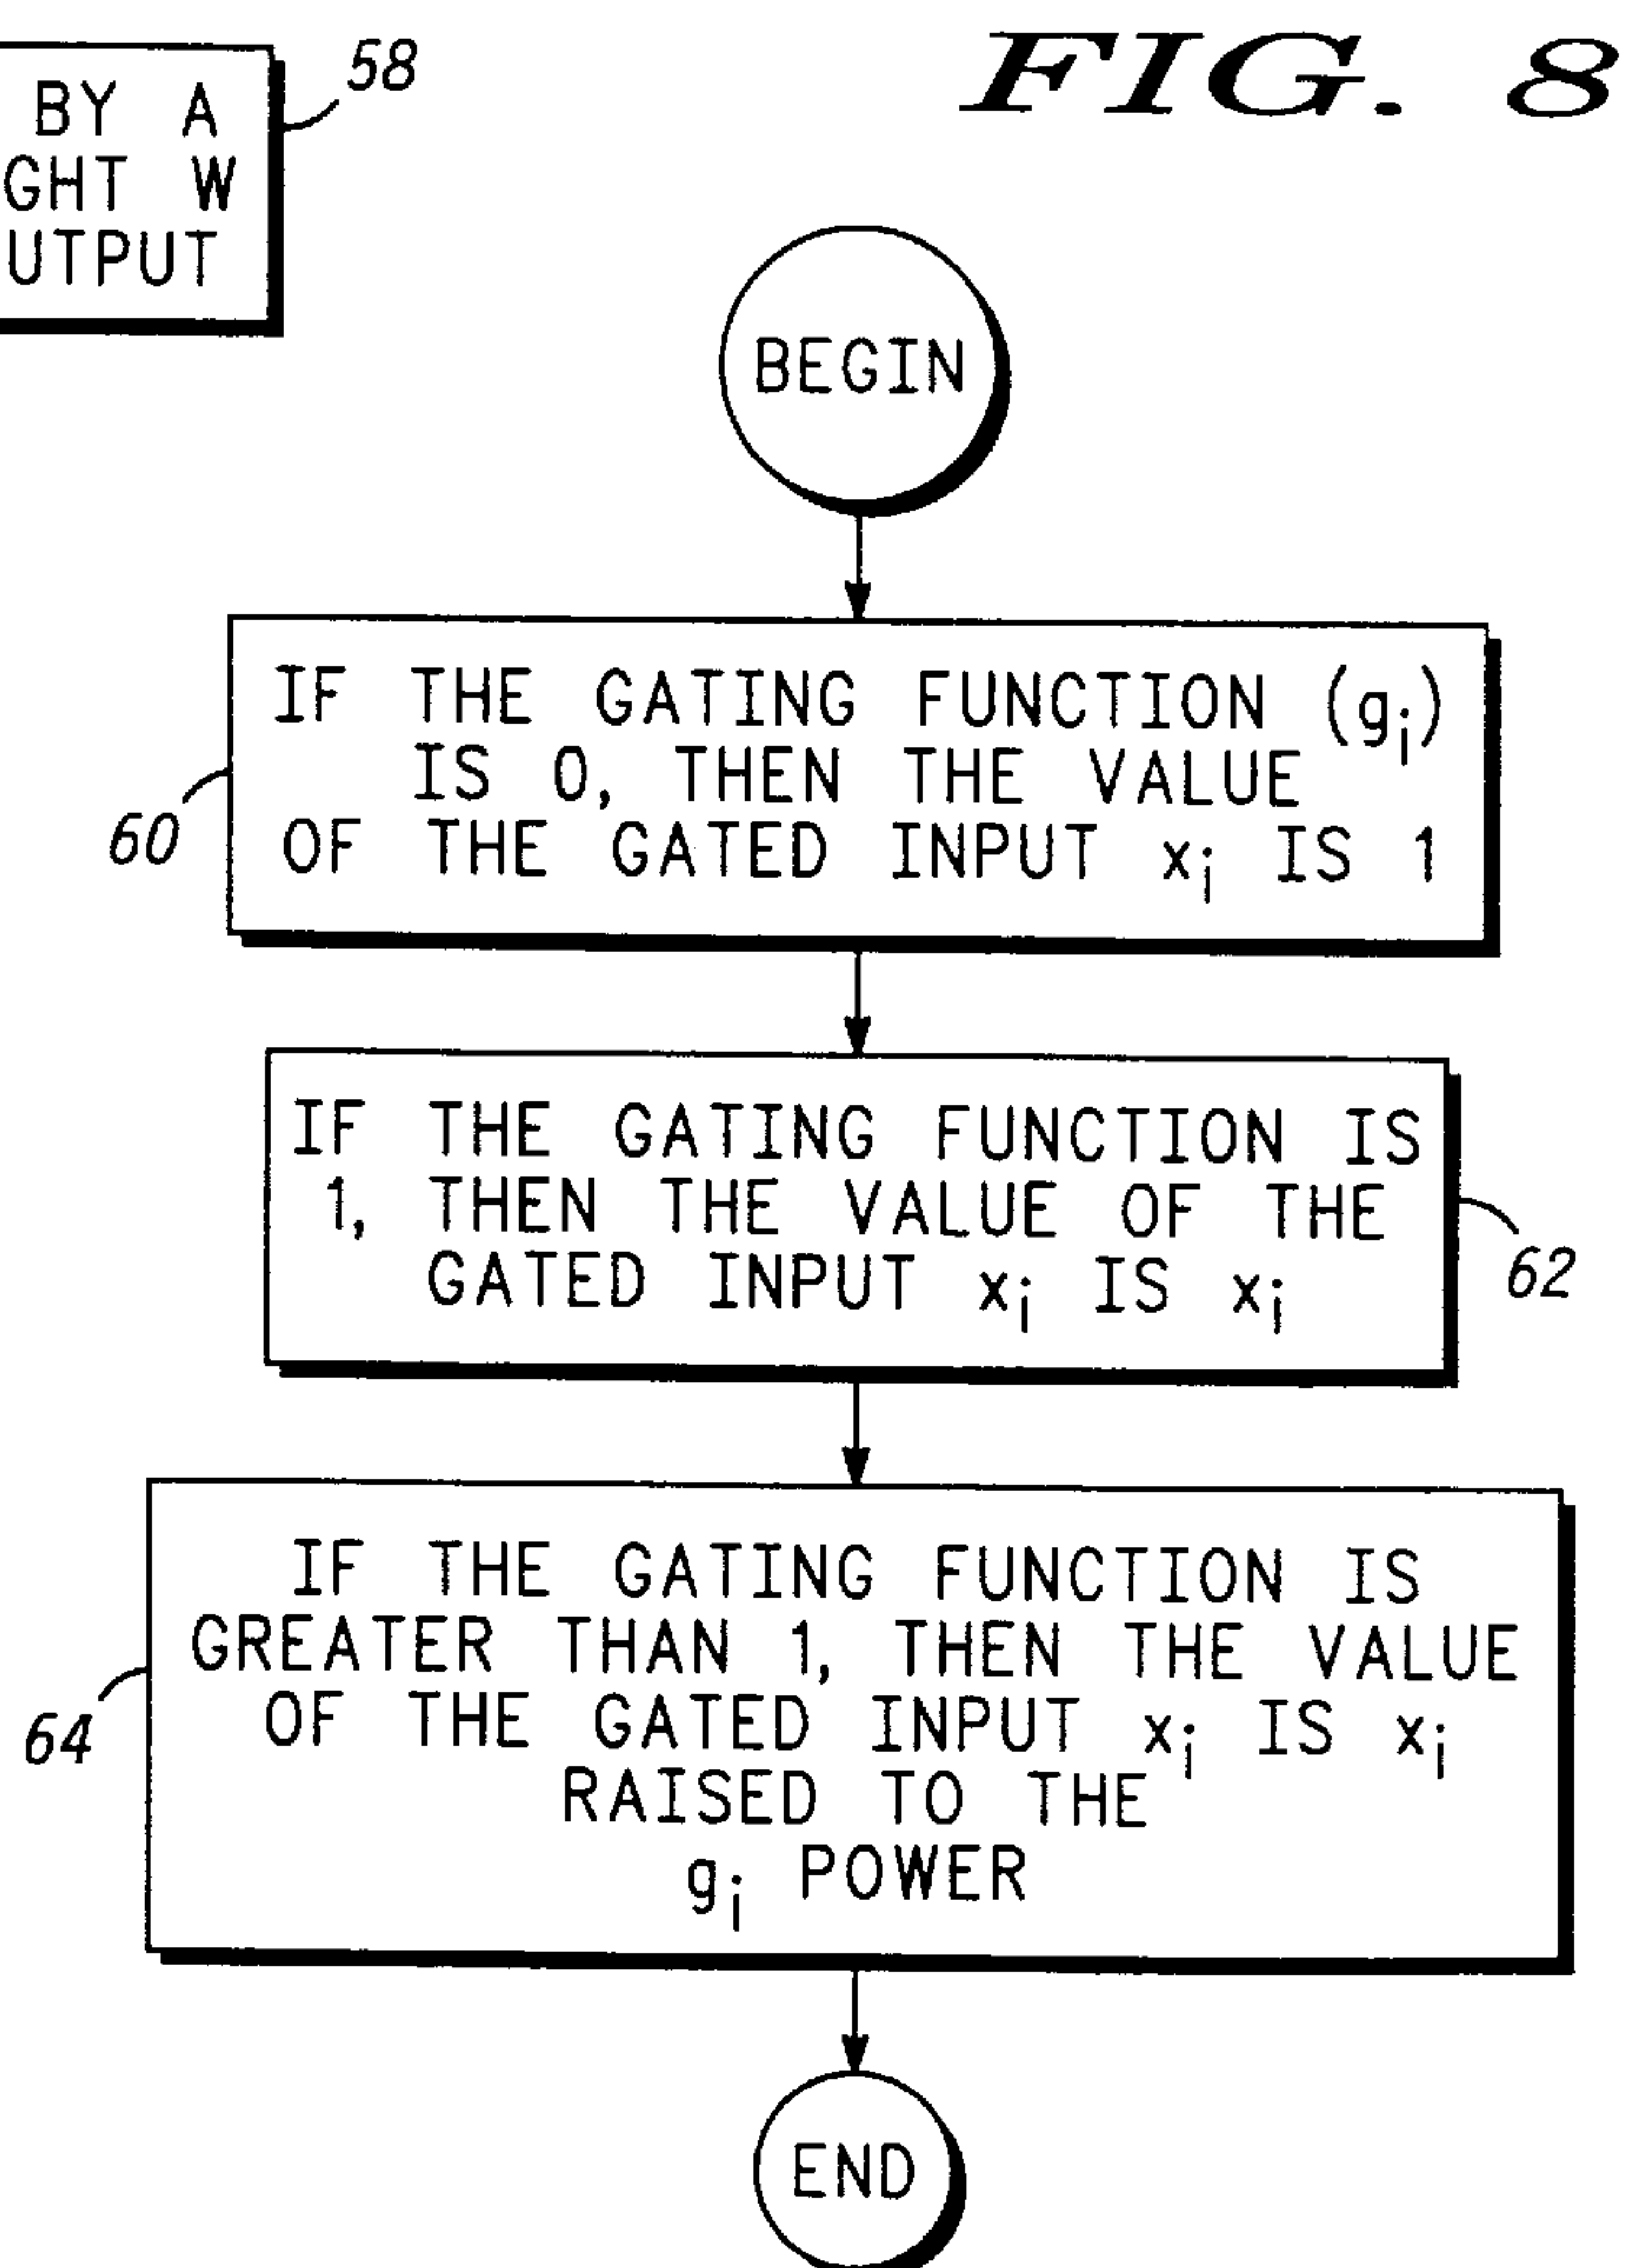 BY A
GHT W
UTPUT
58
FIG. 8
BEGIN
IF THE GATING FUNCTION (gᵢ)
IS 0, THEN THE VALUE
OF THE GATED INPUT xᵢ IS 1
60
IF THE GATING FUNCTION IS
1, THEN THE VALUE OF THE
GATED INPUT xᵢ IS xᵢ
62
IF THE GATING FUNCTION IS
GREATER THAN 1, THEN THE VALUE
OF THE GATED INPUT xᵢ IS xᵢ
RAISED TO THE
gᵢ POWER
64
END